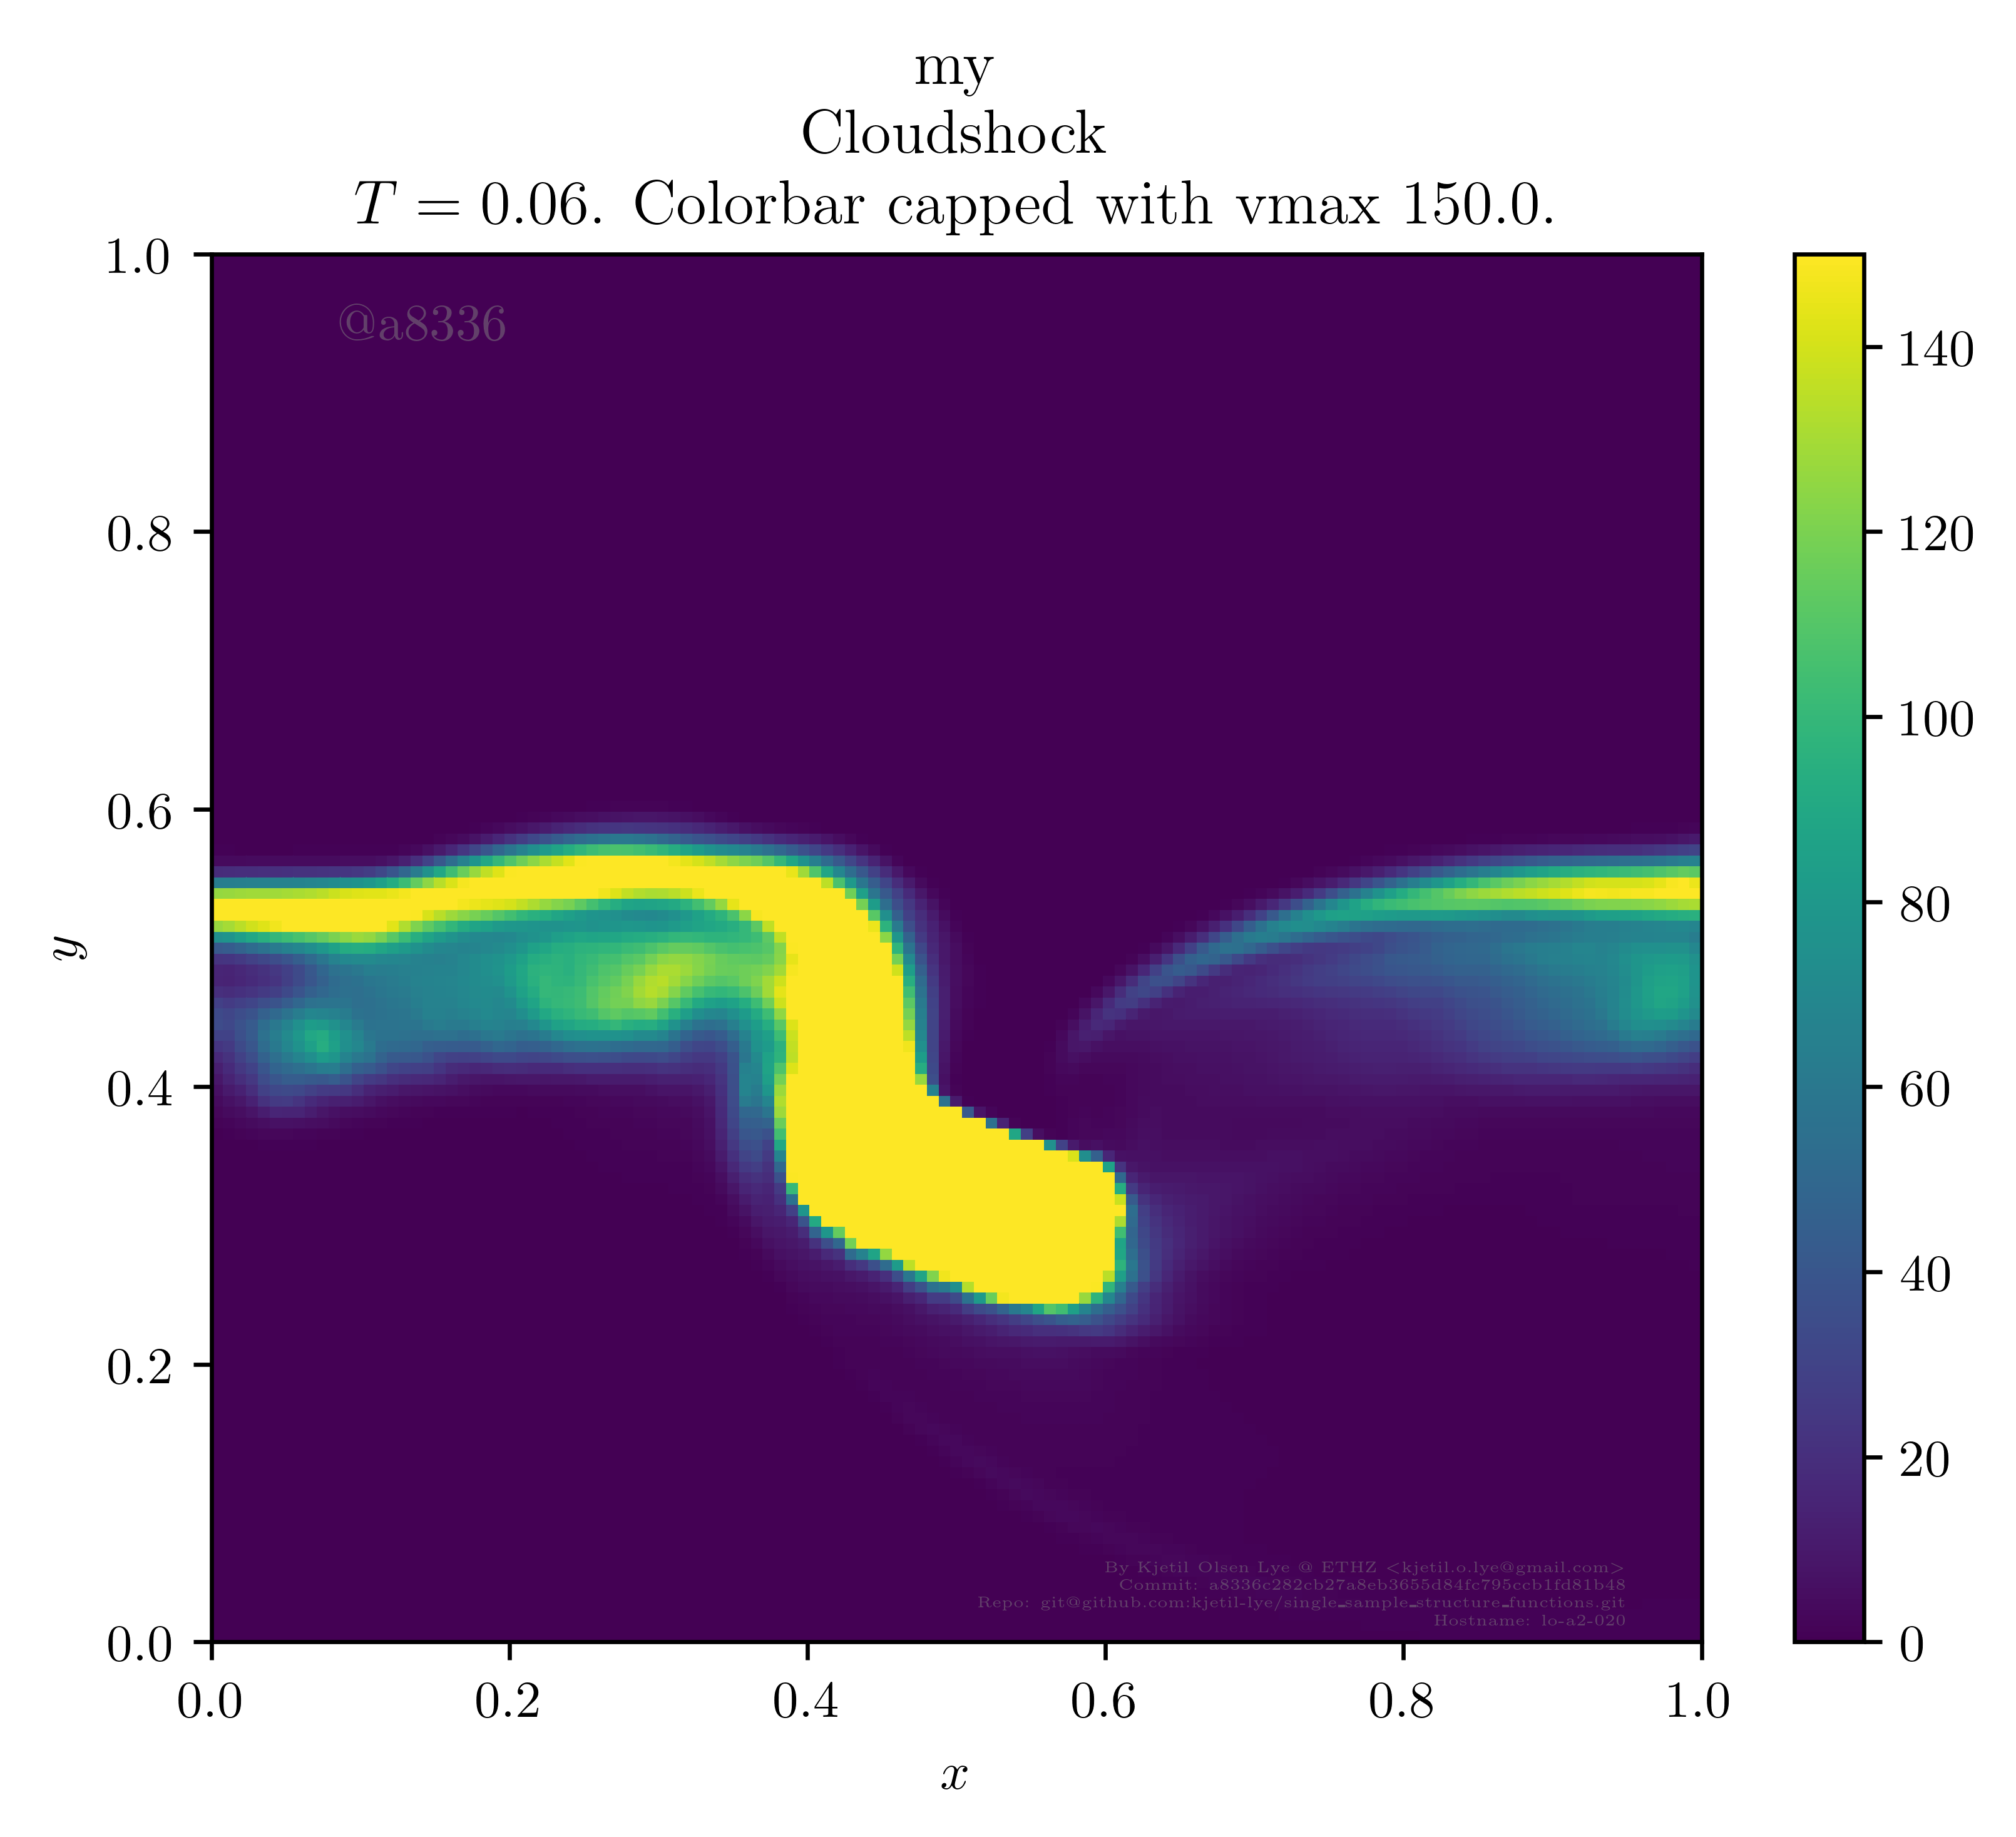 my
Cloudshock
T = 0.06. Colorbar capped with vmax 150.0.
1.0
@a8336
140
0.8
120
100
0.6
80
y
0.4
60
40
0.2
20
By Kjetil Olsen Lye @ ETHZ <kjetil.o.lye@gmail.com>
Commit: a8336c282cb27a8eb3655d84fc795ccb1fd81b48
Repo: git@github.com:kjetil-lye/single_sample_structure_functions.git
Hostname: lo-a2-020
0.0
0
0.0 0.2 0.4 0.6 0.8 1.0
x